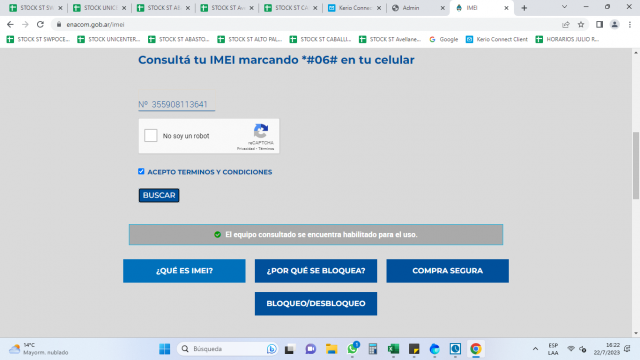 STOCK ST SW
STOCK UNIC
STOCK ST AB
STOCK ST Av
STOCK ST CA
Kerio Connect
Admin
IMEI
enacom.gob.ar/imei
STOCK ST SWPOCE...
STOCK UNICENTER...
STOCK ST ABASTO...
STOCK ST ALTO PAL...
STOCK ST CABALLI...
STOCK ST Avellane...
Google
Kerio Connect Client
HORARIOS JULIO R...
Consultá tu IMEI marcando *#06# en tu celular
Nº 355908113641
No soy un robot
reCAPTCHA
Privacidad - Términos
ACEPTO TERMINOS Y CONDICIONES
BUSCAR
El equipo consultado se encuentra habilitado para el uso.
¿QUÉ ES IMEI?
¿POR QUÉ SE BLOQUEA?
COMPRA SEGURA
BLOQUEO/DESBLOQUEO
14°C
Mayorm. nublado
Búsqueda
ESP
LAA
16:22
22/7/2023